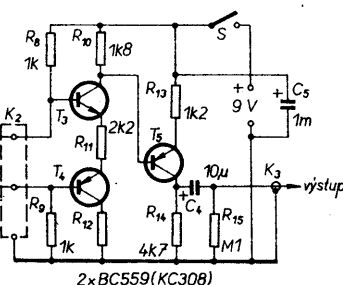 R8
1k
R10
1k8
S
K2
T3
R13
1k2
+
9 V
+
C5
1m
2k2
R11
T5
T4
10µ
K3
+
C4
výstup
R9
1k
R12
R14
4k7
R15
M1
2×BC559(KC308)